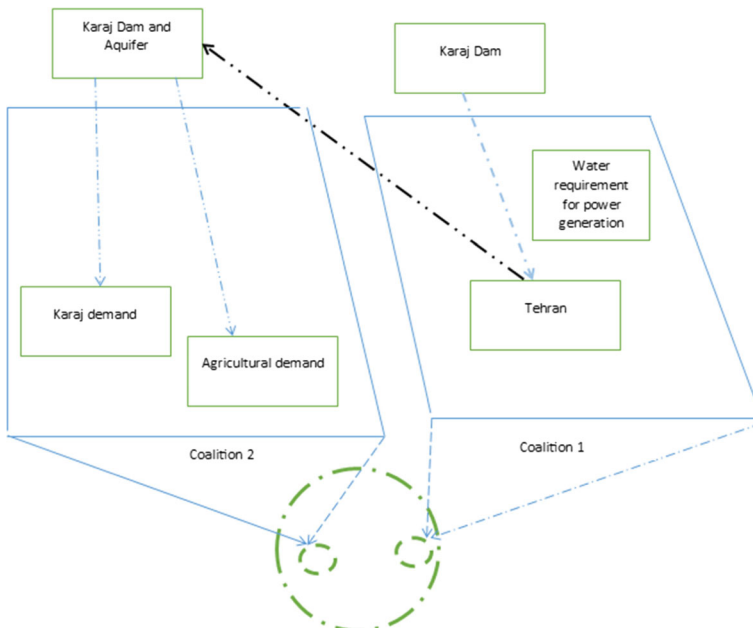 Karaj Dam and
Aquifer
Karaj Dam
Water
requirement
for power
generation
Karaj demand
Tehran
Agricultural demand
Coalition 2
Coalition 1